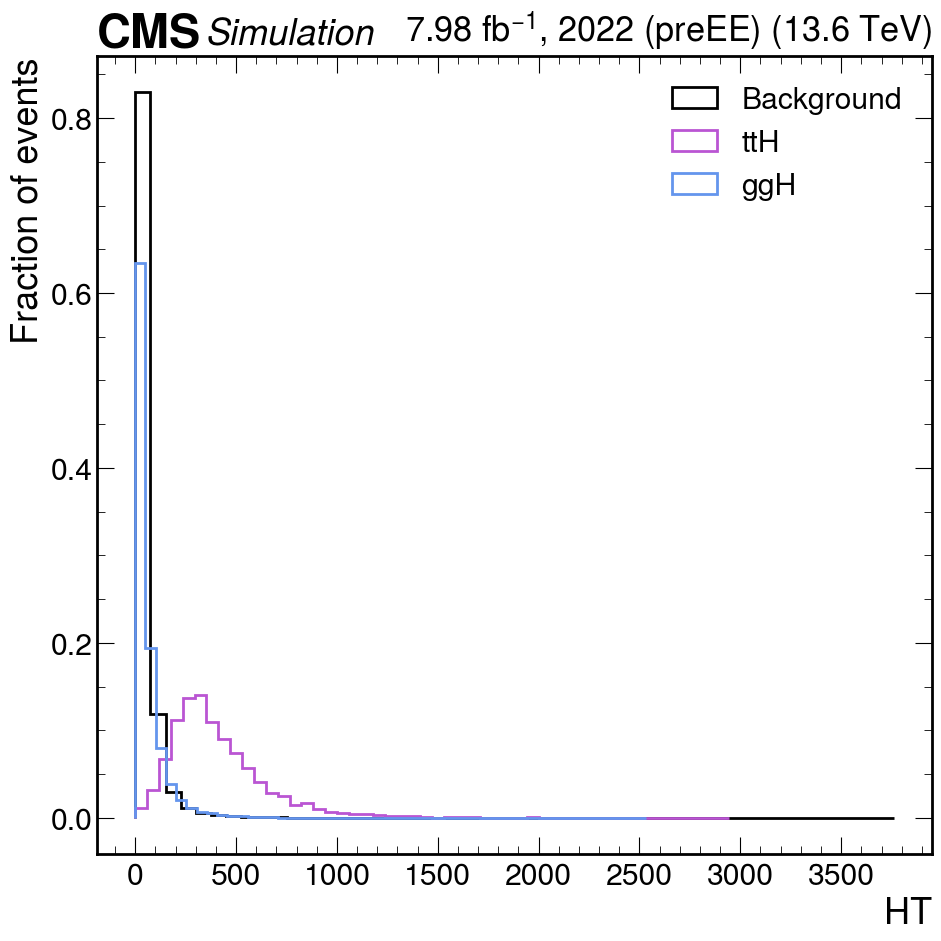 CMS Simulation 7.98 fb⁻¹, 2022 (preEE) (13.6 TeV)
Fraction of events
Background
ttH
ggH
0.8
0.6
0.4
0.2
0.0
0 500 1000 1500 2000 2500 3000 3500
HT